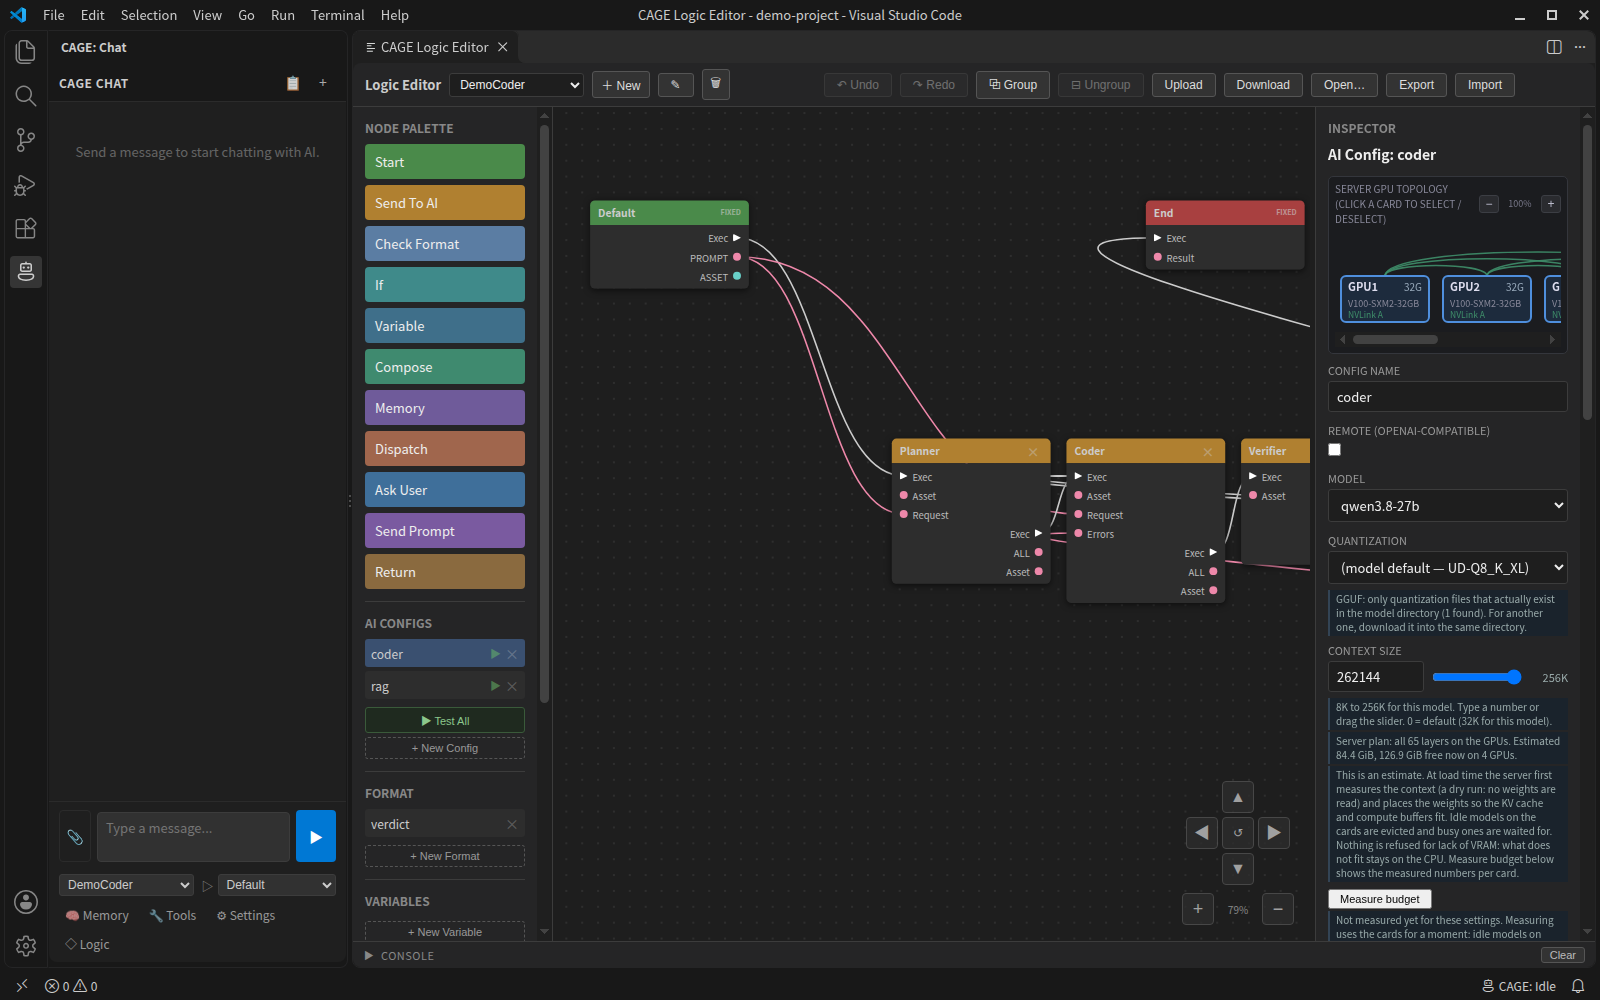 File Edit Selection View Go Run Terminal Help
CAGE Logic Editor - demo-project - Visual Studio Code
CAGE: Chat
CAGE CHAT
Send a message to start chatting with AI.
Type a message...
DemoCoder
Default
Memory
Tools
Settings
Logic
CAGE Logic Editor
Logic Editor
DemoCoder
+ New
Undo
Redo
Group
Ungroup
Upload
Download
Open…
Export
Import
NODE PALETTE
Start
Send To AI
Check Format
If
Variable
Compose
Memory
Dispatch
Ask User
Send Prompt
Return
AI CONFIGS
coder
rag
Test All
+ New Config
FORMAT
verdict
+ New Format
VARIABLES
+ New Variable
Default FIXED
Exec
PROMPT
ASSET
End FIXED
Exec
Result
Planner
Exec
Asset
Request
Exec
ALL
Asset
Coder
Exec
Asset
Request
Errors
Exec
ALL
Asset
Verifier
Exec
Asset
+ 79% −
INSPECTOR
AI Config: coder
SERVER GPU TOPOLOGY
(CLICK A CARD TO SELECT /
DESELECT)
− 100% +
GPU1 32G
V100-SXM2-32GB
NVLink A
GPU2 32G
V100-SXM2-32GB
NVLink A
G
V1
NV
CONFIG NAME
coder
REMOTE (OPENAI-COMPATIBLE)
MODEL
qwen3.8-27b
QUANTIZATION
(model default — UD-Q8_K_XL)
GGUF: only quantization files that actually exist
in the model directory (1 found). For another
one, download it into the same directory.
CONTEXT SIZE
262144
256K
8K to 256K for this model. Type a number or
drag the slider. 0 = default (32K for this model).
Server plan: all 65 layers on the GPUs. Estimated
84.4 GiB, 126.9 GiB free now on 4 GPUs.
This is an estimate. At load time the server first
measures the context (a dry run: no weights are
read) and places the weights so the KV cache
and compute buffers fit. Idle models on the
cards are evicted and busy ones are waited for.
Nothing is refused for lack of VRAM: what does
not fit stays on the CPU. Measure budget below
shows the measured numbers per card.
Measure budget
Not measured yet for these settings. Measuring
uses the cards for a moment: idle models on
CONSOLE
Clear
0 0
CAGE: Idle